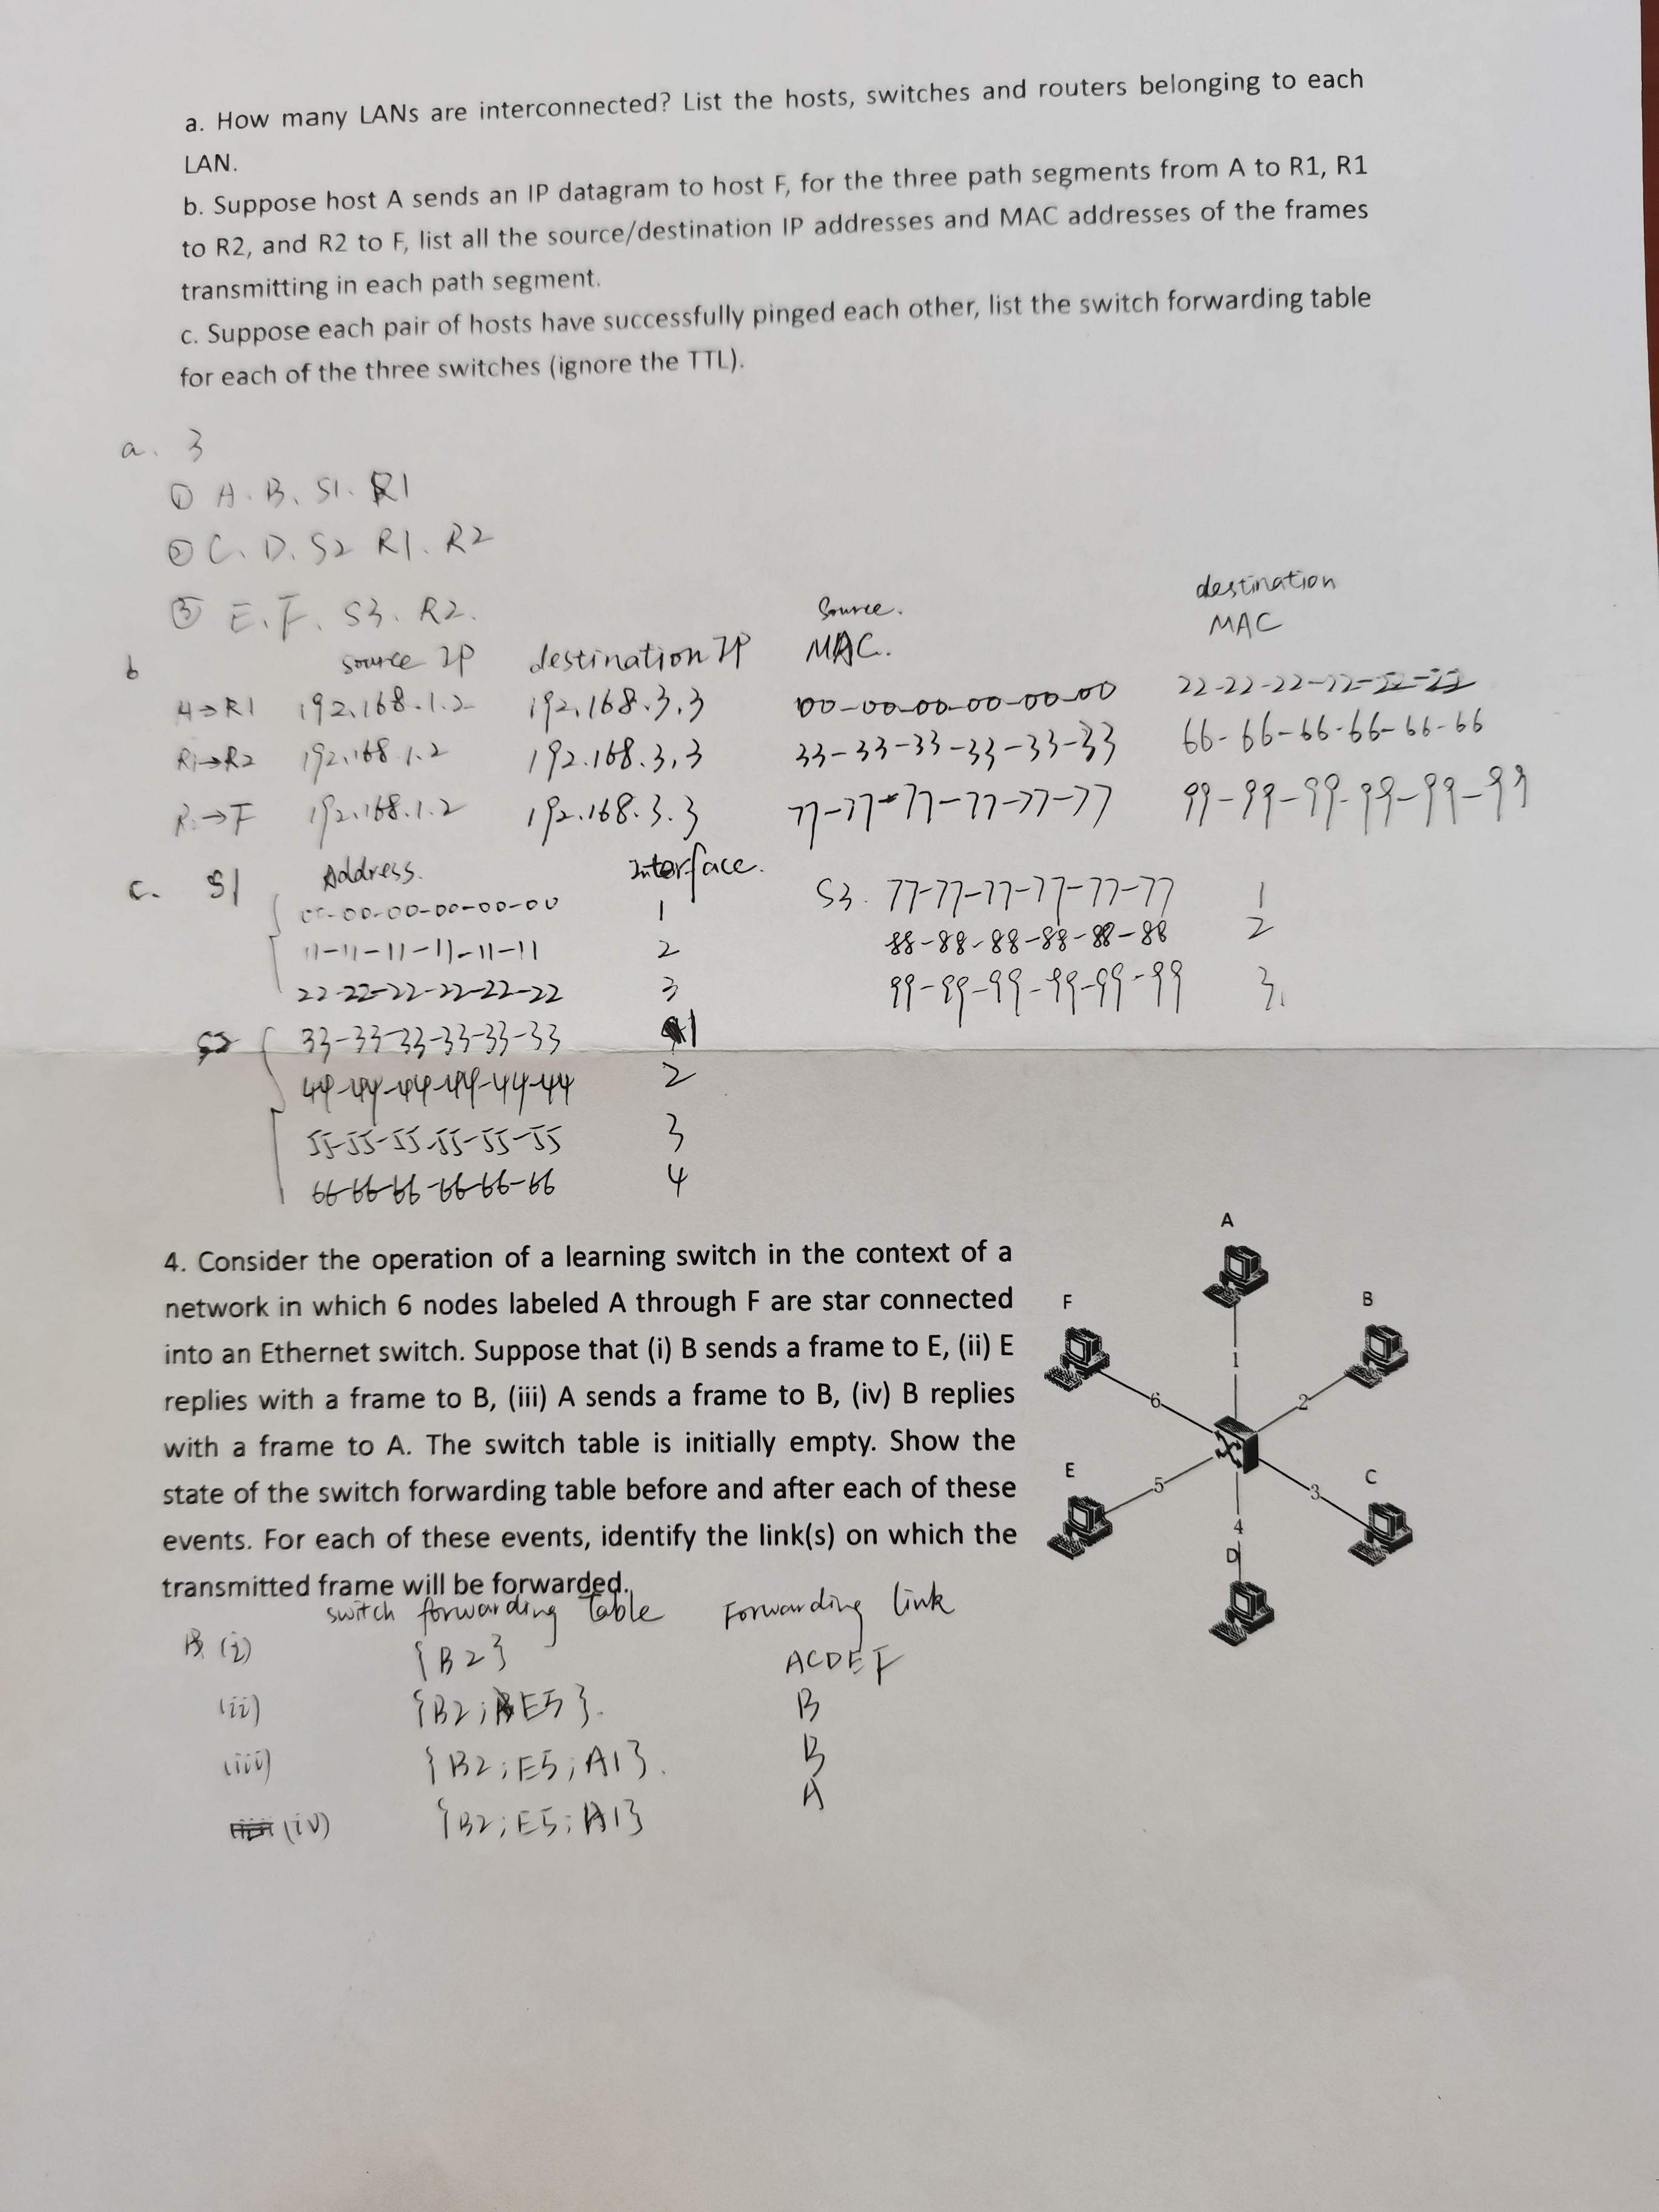 a. How many LANs are interconnected? List the hosts, switches and routers belonging to each
LAN.
b. Suppose host A sends an IP datagram to host F, for the three path segments from A to R1, R1
to R2, and R2 to F, list all the source/destination IP addresses and MAC addresses of the frames
transmitting in each path segment.
c. Suppose each pair of hosts have successfully pinged each other, list the switch forwarding table
for each of the three switches (ignore the TTL).
a. 3
① A. B. S1. R1
② C. D. S2 R1. R2
③ E. F. S3. R2.
b source IP destination IP source. MAC. destination MAC
A→R1 192.168.1.2 192.168.3.3 00-00-00-00-00-00 22-22-22-22-22-22
R1→R2 192.168.1.2 192.168.3.3 33-33-33-33-33-33 66-66-66-66-66-66
R2→F 192.168.1.2 192.168.3.3 77-77-77-77-77-77 99-99-99-99-99-99
c. S1 Address. Interface.
00-00-00-00-00-00 1
11-11-11-11-11-11 2
22-22-22-22-22-22 3
S2 33-33-33-33-33-33 1
44-44-44-44-44-44 2
55-55-55-55-55-55 3
66-66-66-66-66-66 4
S3. 77-77-77-77-77-77 1
88-88-88-88-88-88 2
99-99-99-99-99-99 3.
4. Consider the operation of a learning switch in the context of a
network in which 6 nodes labeled A through F are star connected
into an Ethernet switch. Suppose that (i) B sends a frame to E, (ii) E
replies with a frame to B, (iii) A sends a frame to B, (iv) B replies
with a frame to A. The switch table is initially empty. Show the
state of the switch forwarding table before and after each of these
events. For each of these events, identify the link(s) on which the
transmitted frame will be forwarded.
A
F
B
1
6
2
E
5
3
C
4
D
switch forwarding table Forwarding link
(i) {B2} ACDEF
(ii) {B2;E5}. B
(iii) {B2;E5;A1}. B
(iv) {B2;E5;A1} A